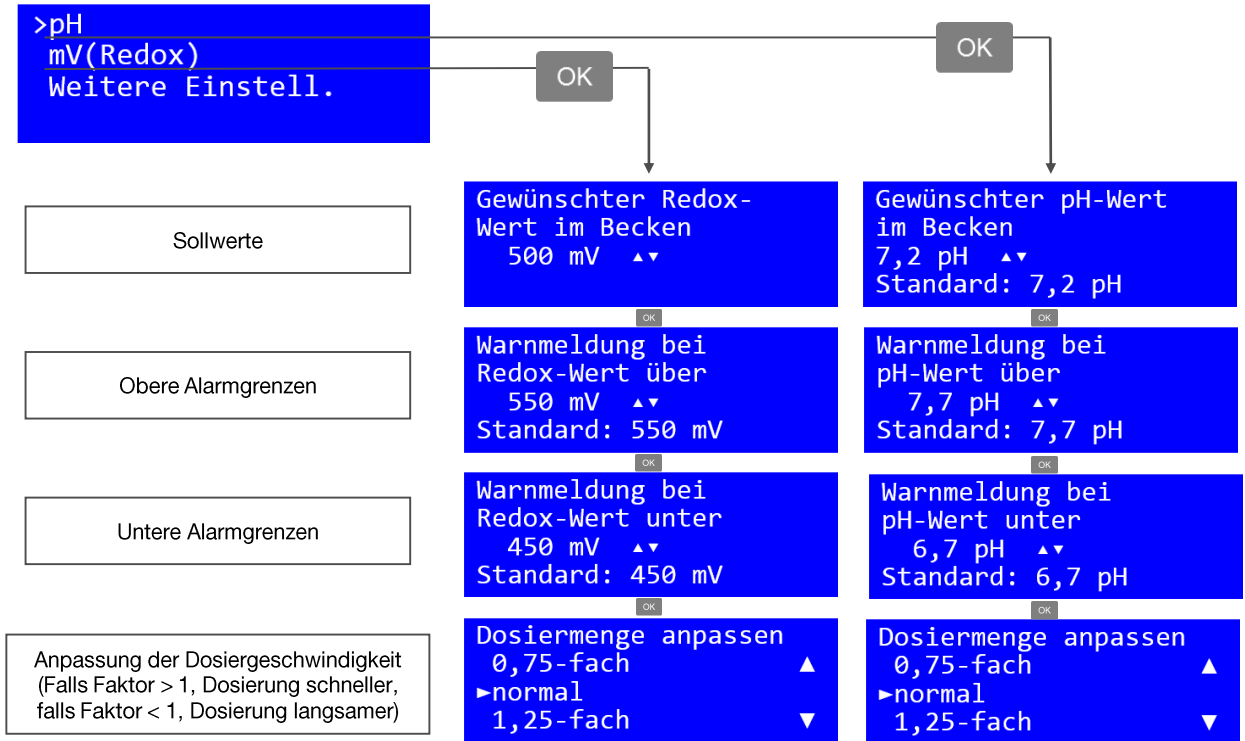 >pH
mV(Redox)
Weitere Einstell.
OK
OK
Sollwerte
Gewünschter Redox-
Wert im Becken
500 mV ▲▼
Gewünschter pH-Wert
im Becken
7,2 pH ▲▼
Standard: 7,2 pH
OK
OK
Obere Alarmgrenzen
Warnmeldung bei
Redox-Wert über
550 mV ▲▼
Standard: 550 mV
Warnmeldung bei
pH-Wert über
7,7 pH ▲▼
Standard: 7,7 pH
OK
OK
Untere Alarmgrenzen
Warnmeldung bei
Redox-Wert unter
450 mV ▲▼
Standard: 450 mV
Warnmeldung bei
pH-Wert unter
6,7 pH ▲▼
Standard: 6,7 pH
OK
OK
Anpassung der Dosiergeschwindigkeit
(Falls Faktor > 1, Dosierung schneller,
falls Faktor < 1, Dosierung langsamer)
Dosiermenge anpassen
0,75-fach ▲
►normal
1,25-fach ▼
Dosiermenge anpassen
0,75-fach ▲
►normal
1,25-fach ▼